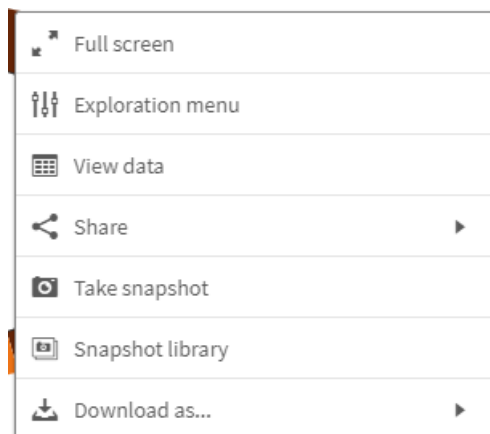 Full screen
Exploration menu
View data
Share
Take snapshot
Snapshot library
Download as...